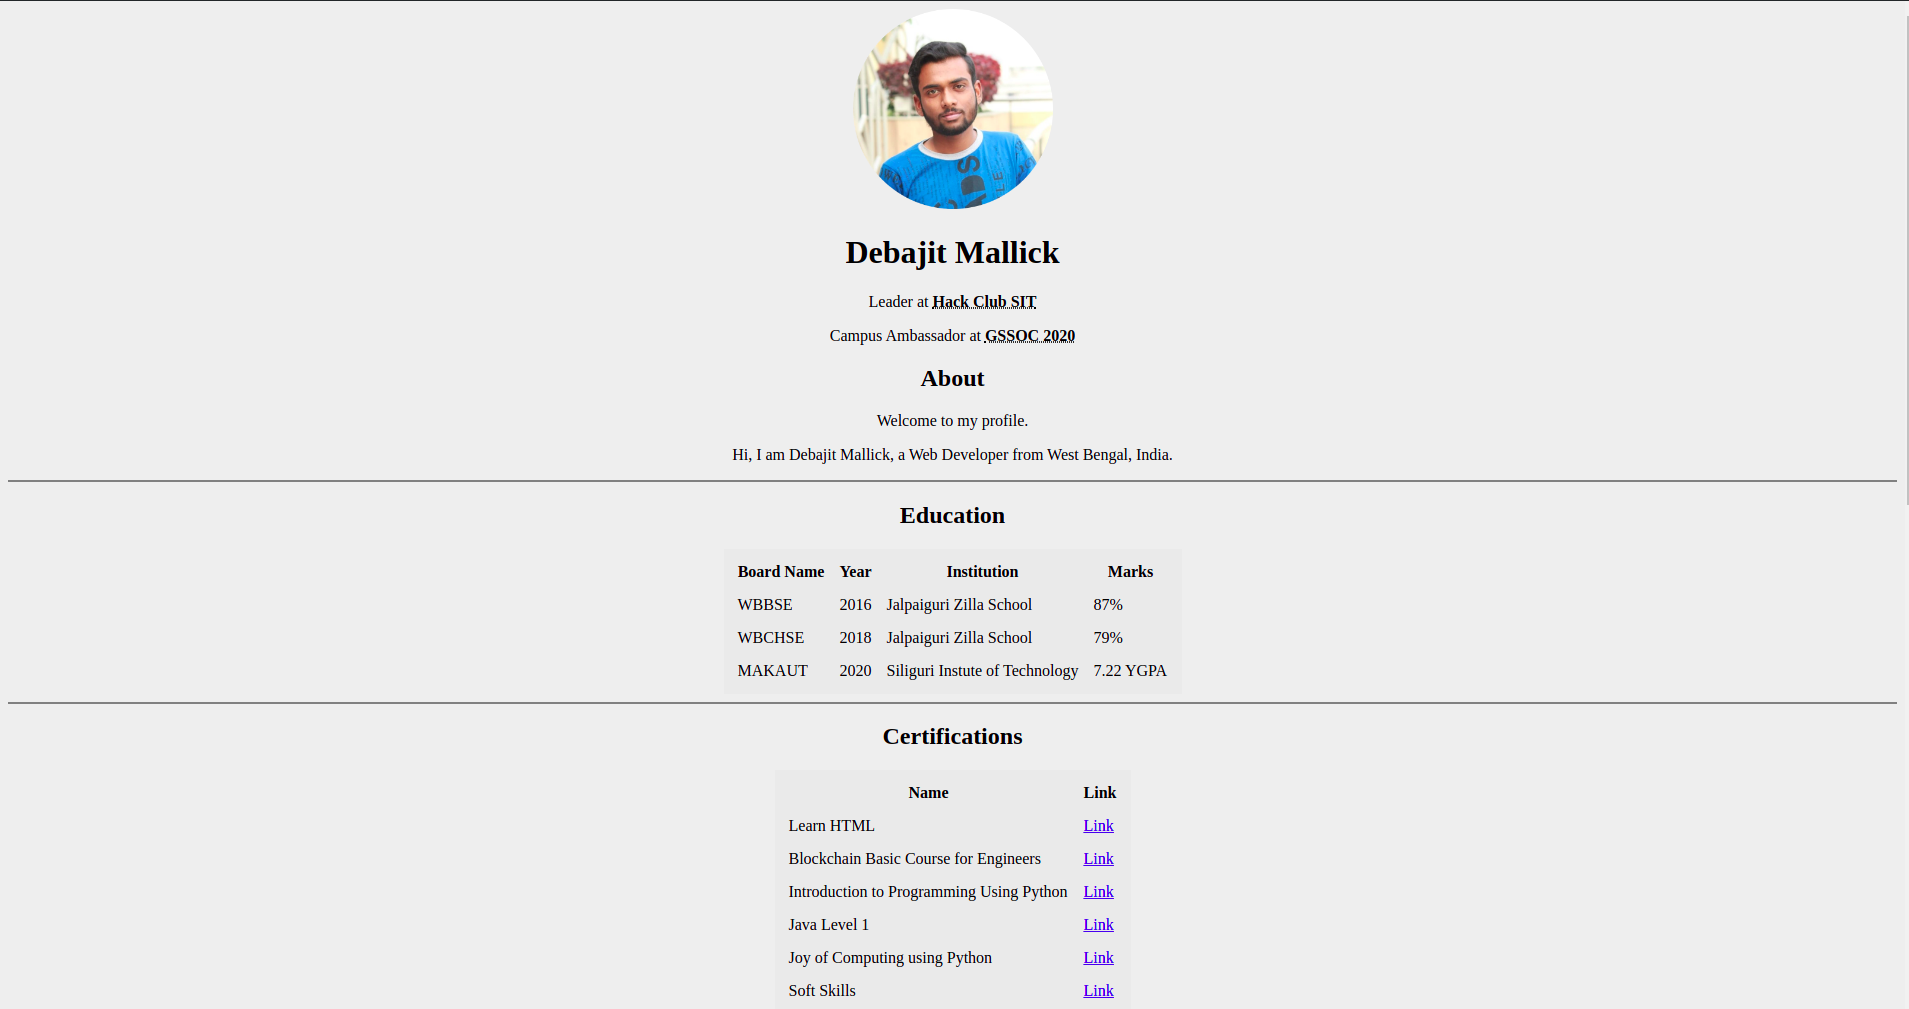 Debajit Mallick
Leader at Hack Club SIT
Campus Ambassador at GSSOC 2020
About
Welcome to my profile.
Hi, I am Debajit Mallick, a Web Developer from West Bengal, India.
Education
Board Name Year Institution Marks
WBBSE 2016 Jalpaiguri Zilla School 87%
WBCHSE 2018 Jalpaiguri Zilla School 79%
MAKAUT 2020 Siliguri Instute of Technology 7.22 YGPA
Certifications
Name Link
Learn HTML Link
Blockchain Basic Course for Engineers Link
Introduction to Programming Using Python Link
Java Level 1 Link
Joy of Computing using Python Link
Soft Skills Link